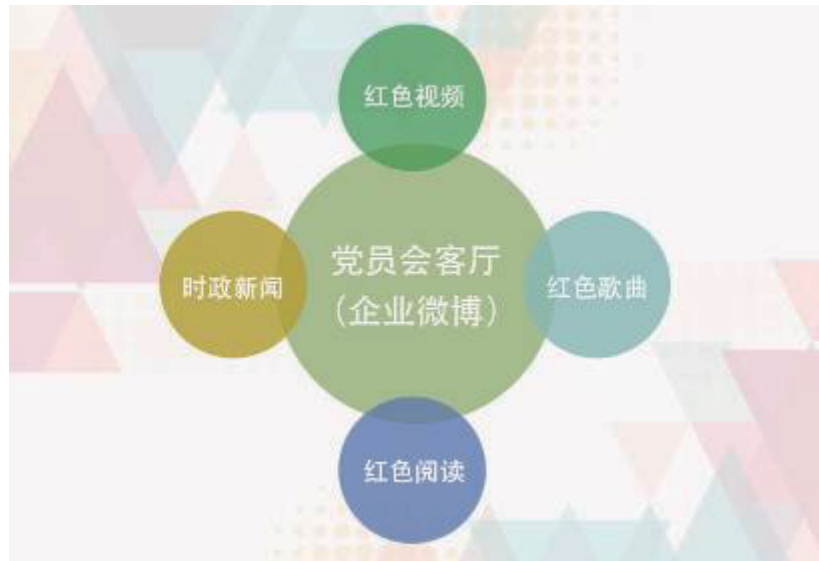 红色视频
党员会客厅
（企业微博）
时政新闻
红色歌曲
红色阅读